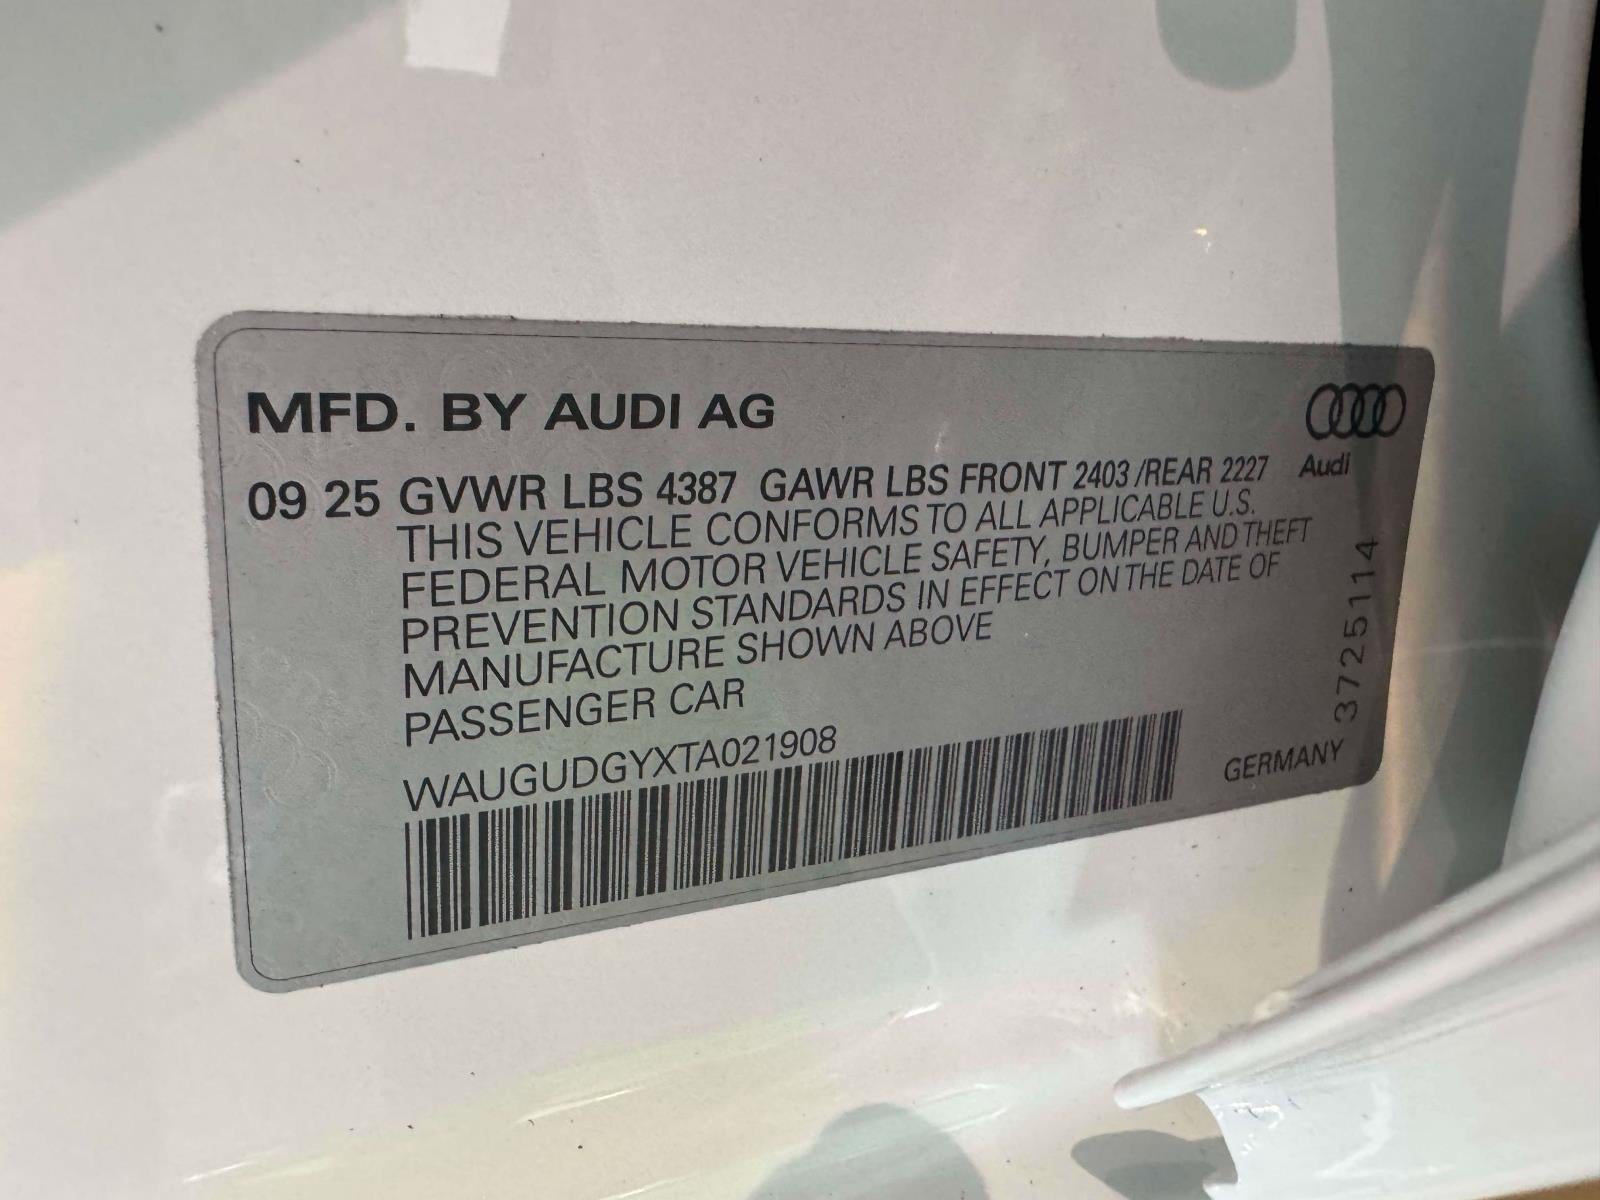 MFD. BY AUDI AG
Audi
09 25 GVWR LBS 4387 GAWR LBS FRONT 2403 /REAR 2227
THIS VEHICLE CONFORMS TO ALL APPLICABLE U.S.
FEDERAL MOTOR VEHICLE SAFETY, BUMPER AND THEFT
PREVENTION STANDARDS IN EFFECT ON THE DATE OF
MANUFACTURE SHOWN ABOVE
PASSENGER CAR
WAUGUDGYXTA021908
GERMANY
37251114